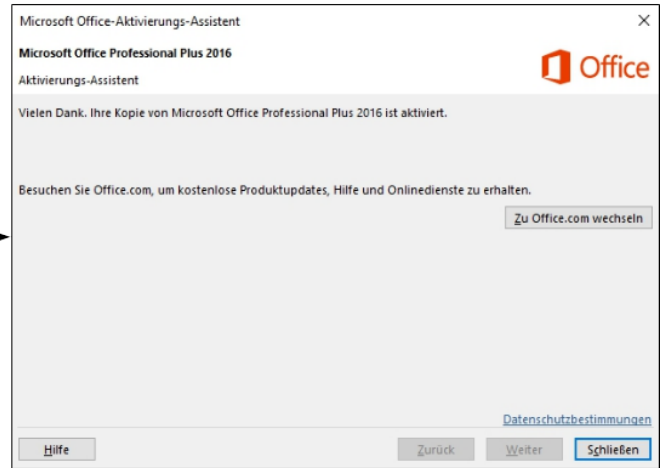 Microsoft Office-Aktivierungs-Assistent
Microsoft Office Professional Plus 2016
Office
Aktivierungs-Assistent
Vielen Dank. Ihre Kopie von Microsoft Office Professional Plus 2016 ist aktiviert.
Besuchen Sie Office.com, um kostenlose Produktupdates, Hilfe und Onlinedienste zu erhalten.
Zu Office.com wechseln
Datenschutzbestimmungen
Hilfe Zurück Weiter Schließen